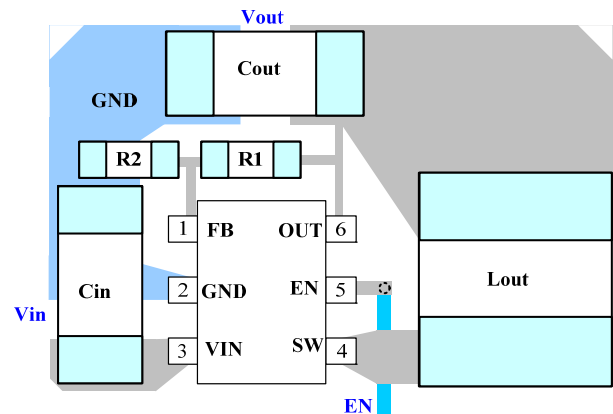 Vout
Cout
GND
R2
R1
1 FB OUT 6
Cin
2 GND EN 5
Lout
Vin
3 VIN SW 4
EN